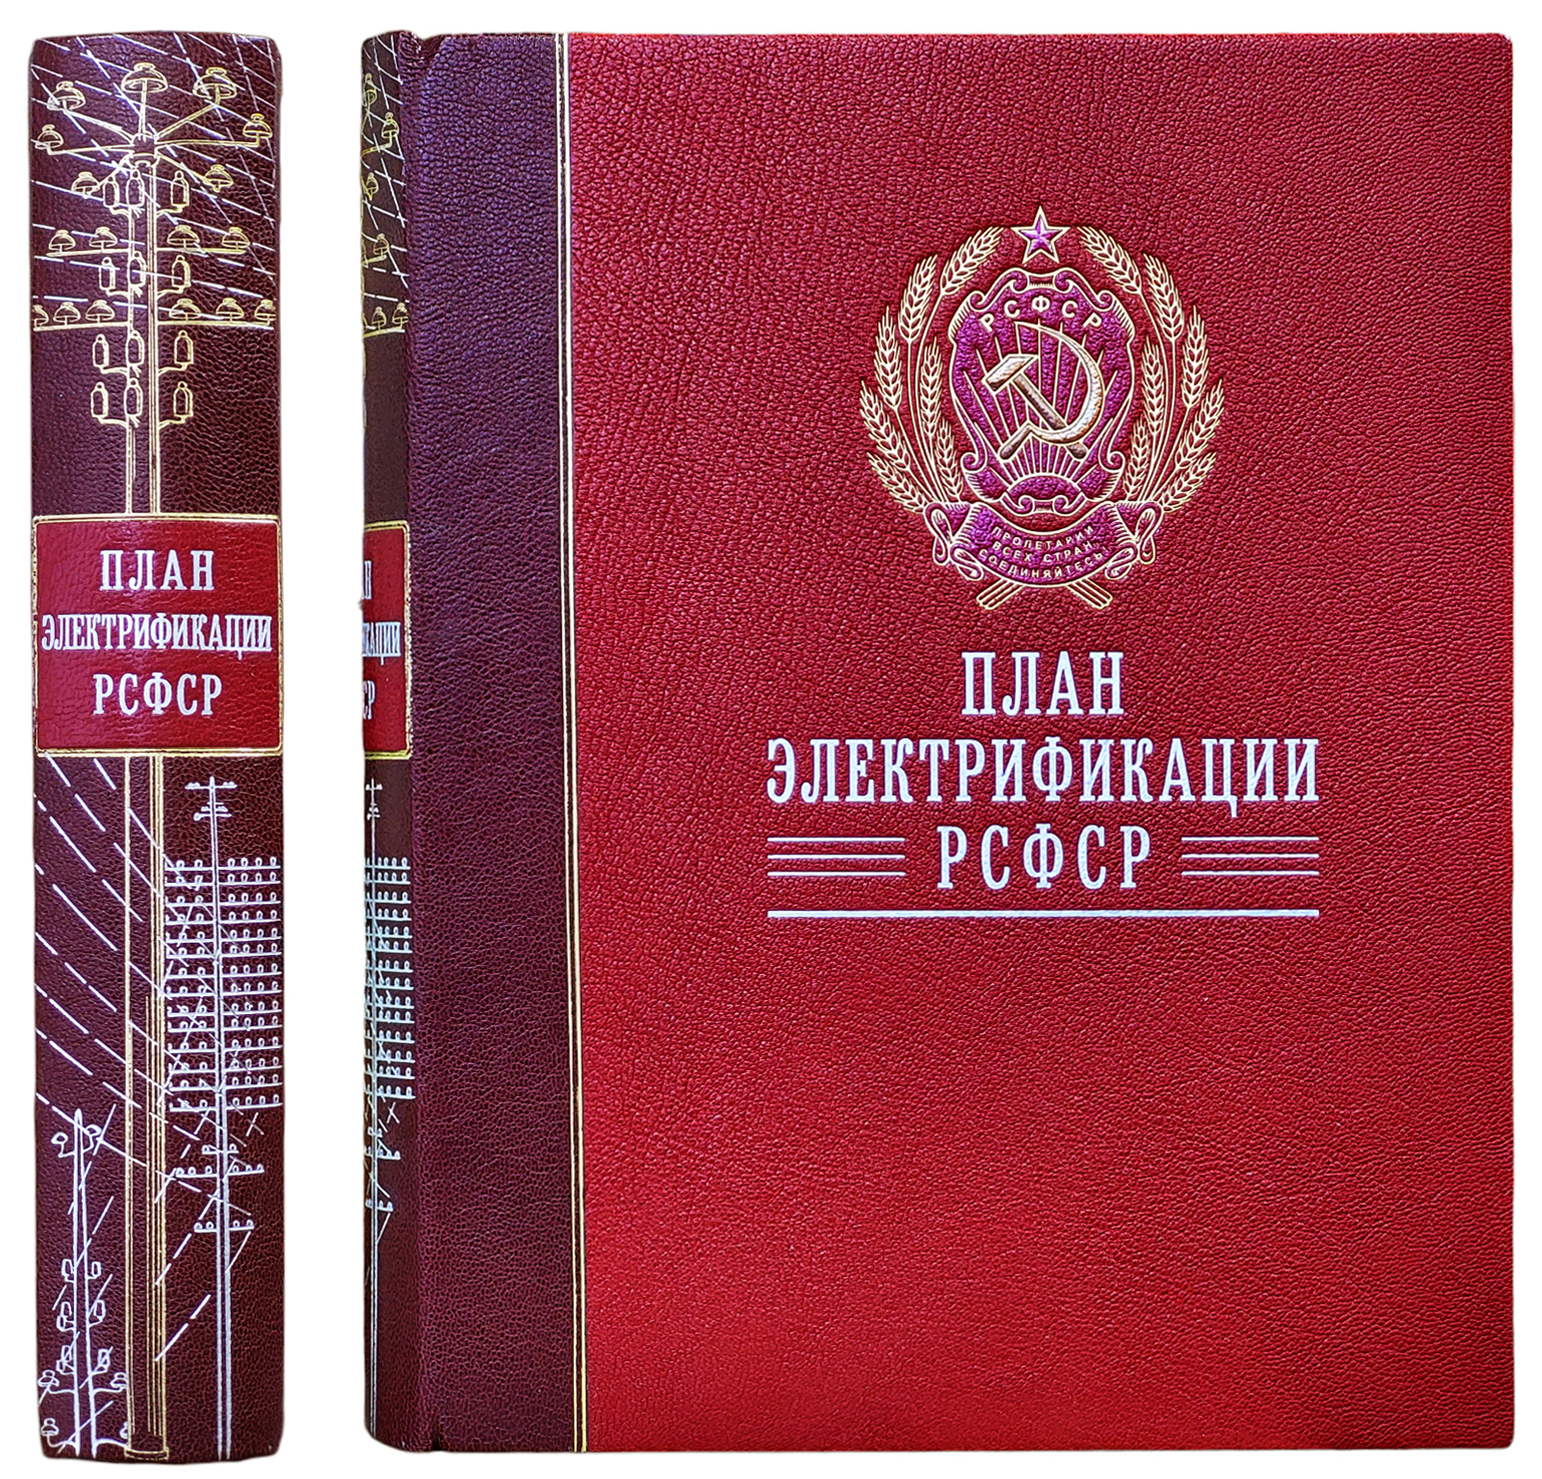 ПЛАН
ЭЛЕКТРИФИКАЦИИ
РСФСР
РСФСР
ПРОЛЕТАРИИ
ВСЕХ СТРАН,
СОЕДИНЯЙТЕСЬ
ПЛАН
ЭЛЕКТРИФИКАЦИИ
РСФСР